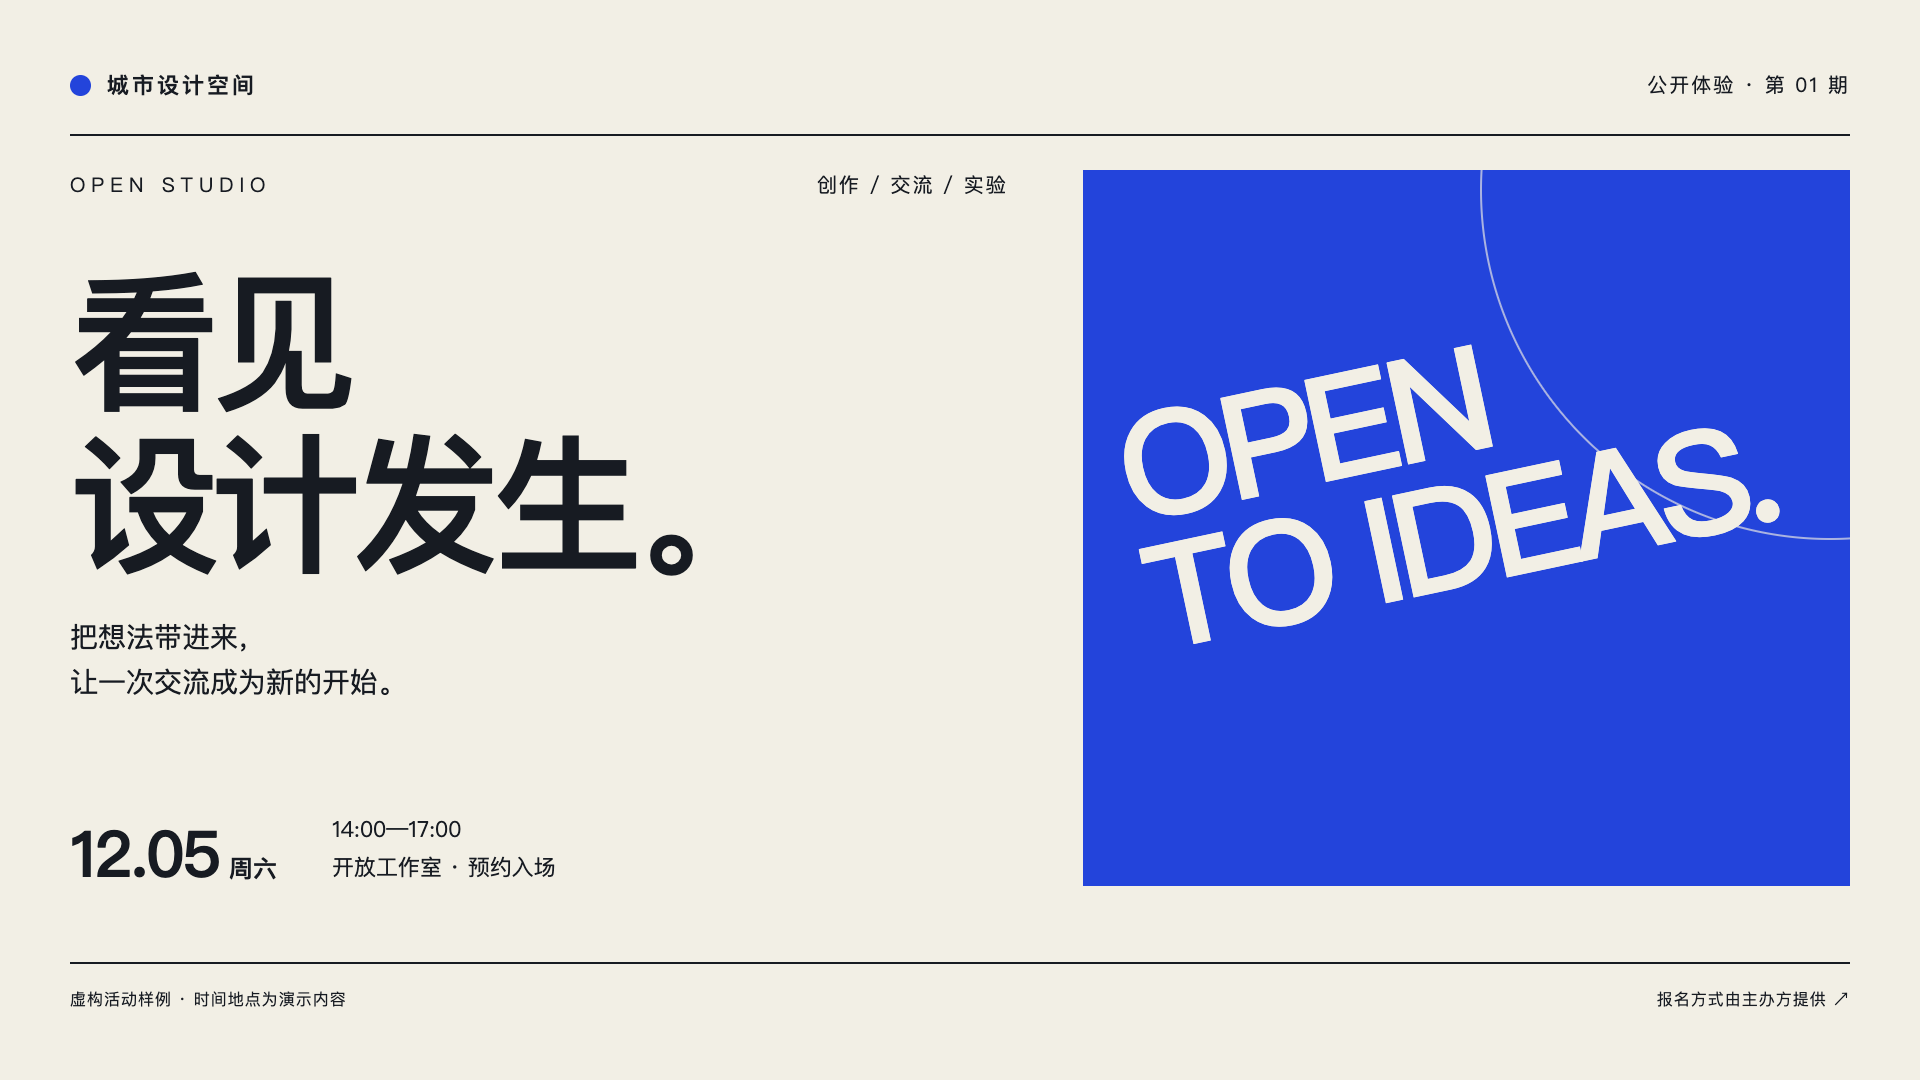 城市设计空间
公开体验 · 第 01 期
OPEN STUDIO
创作 / 交流 / 实验
看见
设计发生。
把想法带进来，
让一次交流成为新的开始。
12.05 周六
14:00—17:00
开放工作室 · 预约入场
OPEN
TO IDEAS.
虚构活动样例 · 时间地点为演示内容
报名方式由主办方提供 ↗